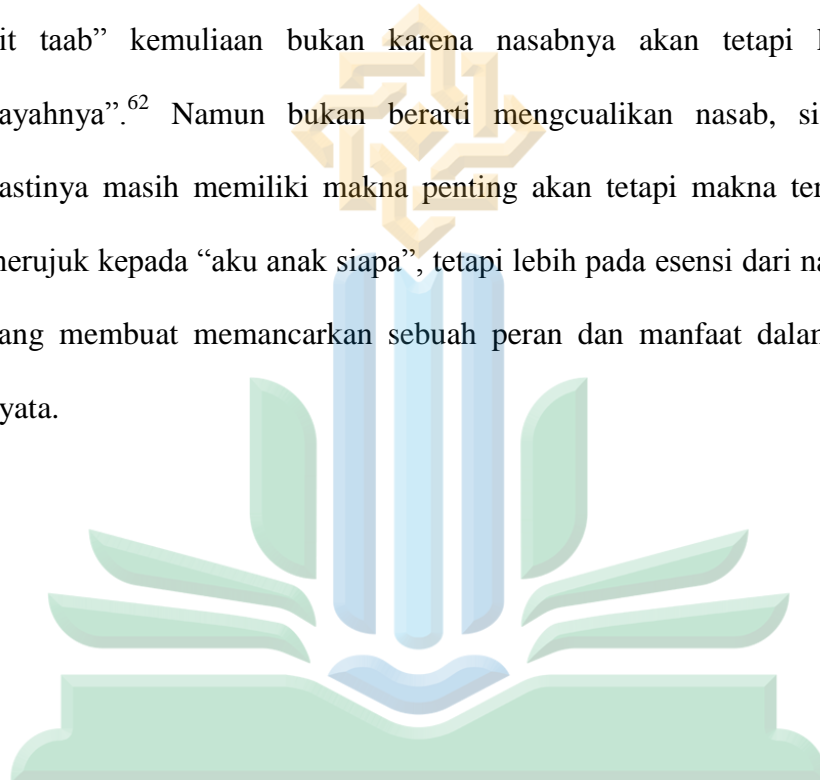 it taab” kemuliaan bukan karena nasabnya akan tetapi
ayahnya”.⁶² Namun bukan berarti mengcualikan nasab, si
astinya masih memiliki makna penting akan tetapi makna ter
nerujuk kepada “aku anak siapa”, tetapi lebih pada esensi dari na
ang membuat memancarkan sebuah peran dan manfaat dalam
yata.